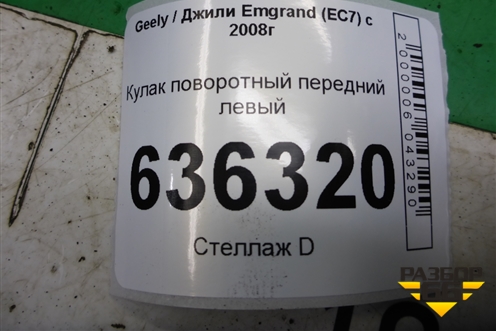 Geely / Джили Emgrand (EC7) с
2008г
Кулак поворотный передний
левый
636320
Стеллаж D
2000006043290
РАЗБОР